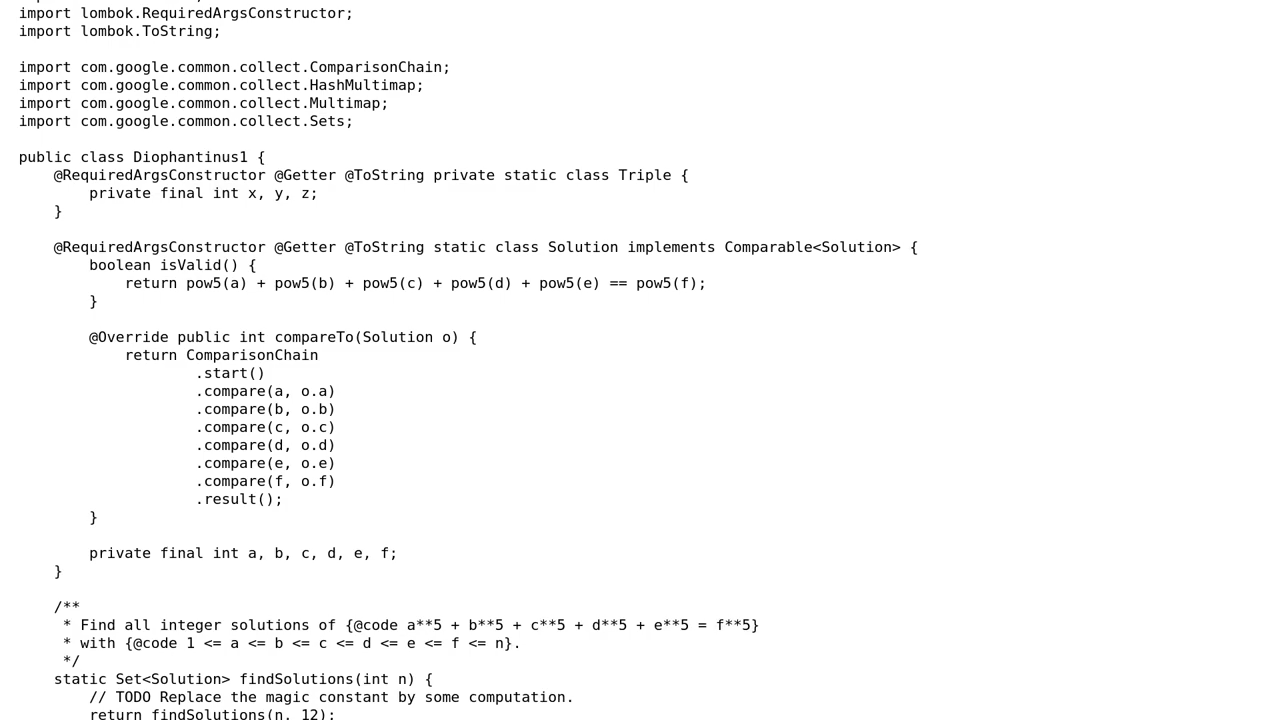 import lombok.RequiredArgsConstructor;
import lombok.ToString;
import com.google.common.collect.ComparisonChain;
import com.google.common.collect.HashMultimap;
import com.google.common.collect.Multimap;
import com.google.common.collect.Sets;
public class Diophantinus1 {
@RequiredArgsConstructor @Getter @ToString private static class Triple {
private final int x, y, z;
}
@RequiredArgsConstructor @Getter @ToString static class Solution implements Comparable<Solution> {
boolean isValid() {
return pow5(a) + pow5(b) + pow5(c) + pow5(d) + pow5(e) == pow5(f);
}
@Override public int compareTo(Solution o) {
return ComparisonChain
.start()
.compare(a, o.a)
.compare(b, o.b)
.compare(c, o.c)
.compare(d, o.d)
.compare(e, o.e)
.compare(f, o.f)
.result();
}
private final int a, b, c, d, e, f;
}
/**
* Find all integer solutions of {@code a**5 + b**5 + c**5 + d**5 + e**5 = f**5}
* with {@code 1 <= a <= b <= c <= d <= e <= f <= n}.
*/
static Set<Solution> findSolutions(int n) {
// TODO Replace the magic constant by some computation.
return findSolutions(n, 12);